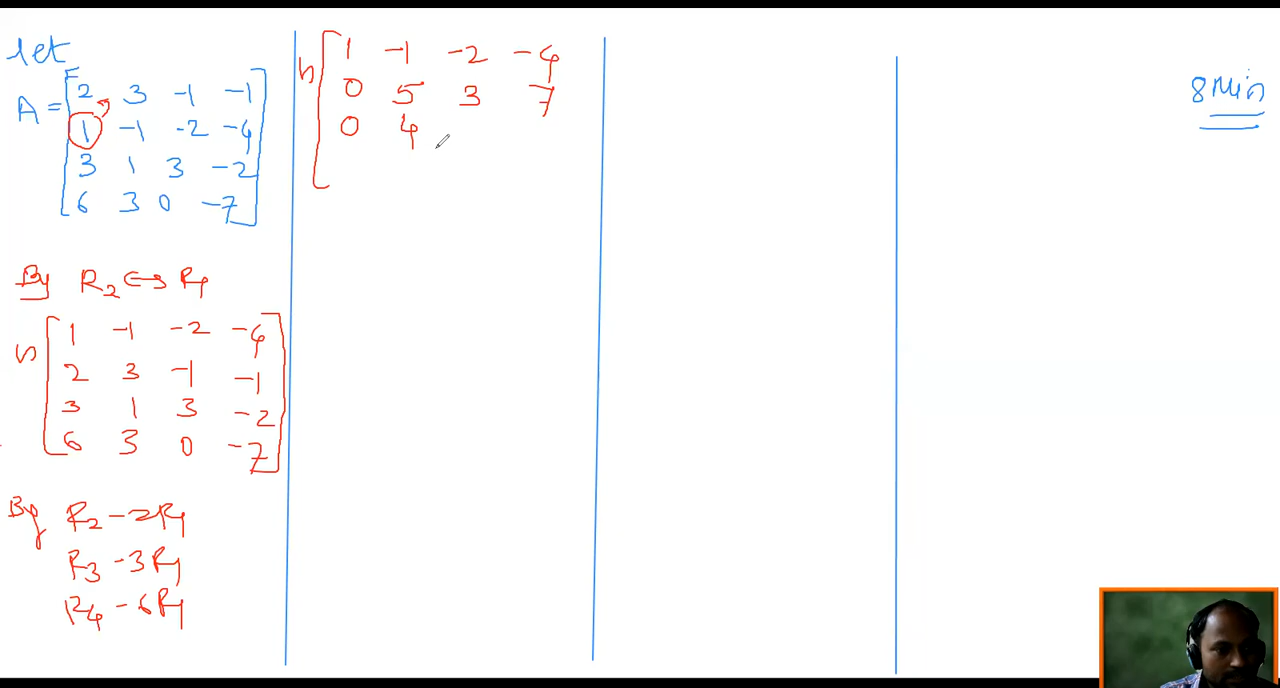 let
A = [ 2 3 -1 -1
1 -1 -2 -4
3 1 3 -2
6 3 0 -7 ]
By R2 ↔ R1
~ [ 1 -1 -2 -4
2 3 -1 -1
3 1 3 -2
6 3 0 -7 ]
By R2 - 2R1
R3 - 3R1
R4 - 6R1
~ [ 1 -1 -2 -4
0 5 3 7
0 4
8 Min